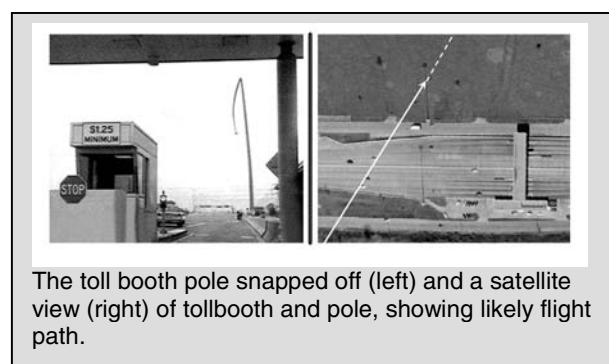 $1.25
MINIMUM
STOP
The toll booth pole snapped off (left) and a satellite
view (right) of tollbooth and pole, showing likely flight
path.